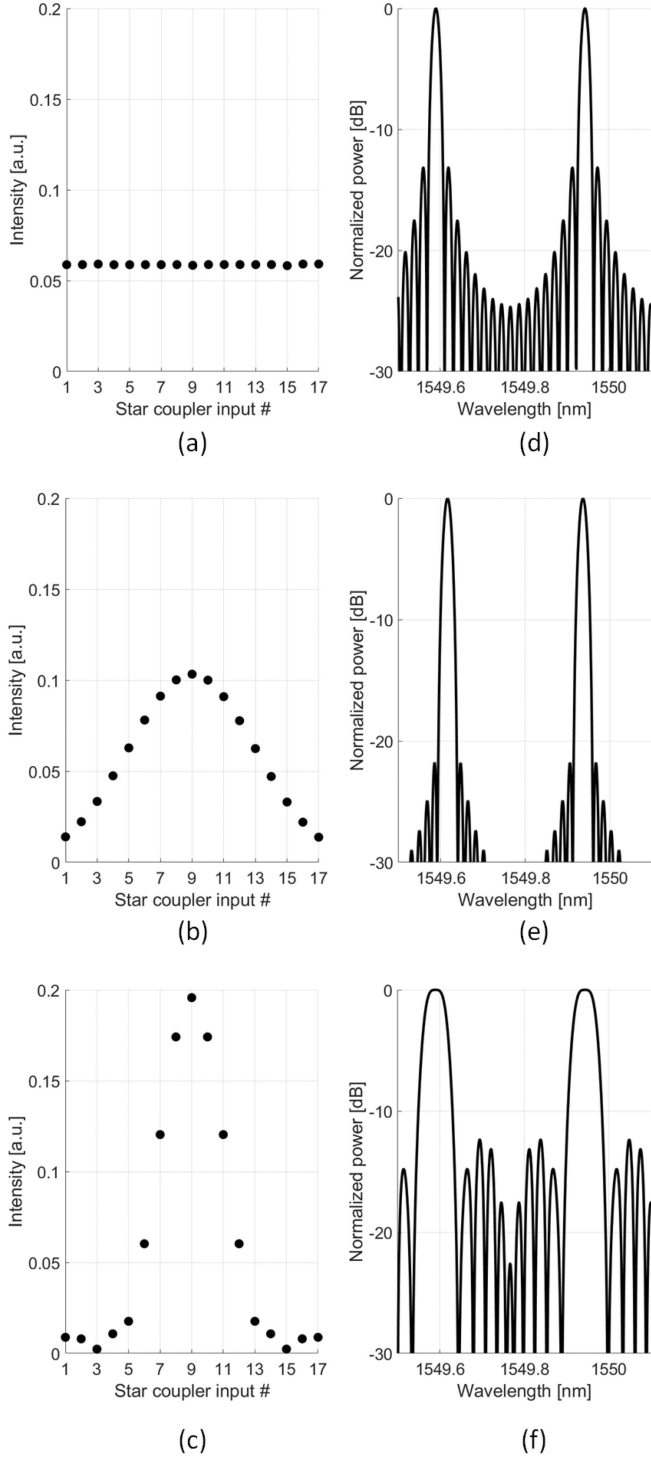 Intensity [a.u.]
0.2
0.15
0.1
0.05
0
1 3 5 7 9 11 13 15 17
Star coupler input #
(a)
Normalized power [dB]
0
-10
-20
-30
1549.6 1549.8 1550
Wavelength [nm]
(d)
Intensity [a.u.]
0.2
0.15
0.1
0.05
0
1 3 5 7 9 11 13 15 17
Star coupler input #
(b)
Normalized power [dB]
0
-10
-20
-30
1549.6 1549.8 1550
Wavelength [nm]
(e)
Intensity [a.u.]
0.2
0.15
0.1
0.05
0
1 3 5 7 9 11 13 15 17
Star coupler input #
(c)
Normalized power [dB]
0
-10
-20
-30
1549.6 1549.8 1550
Wavelength [nm]
(f)